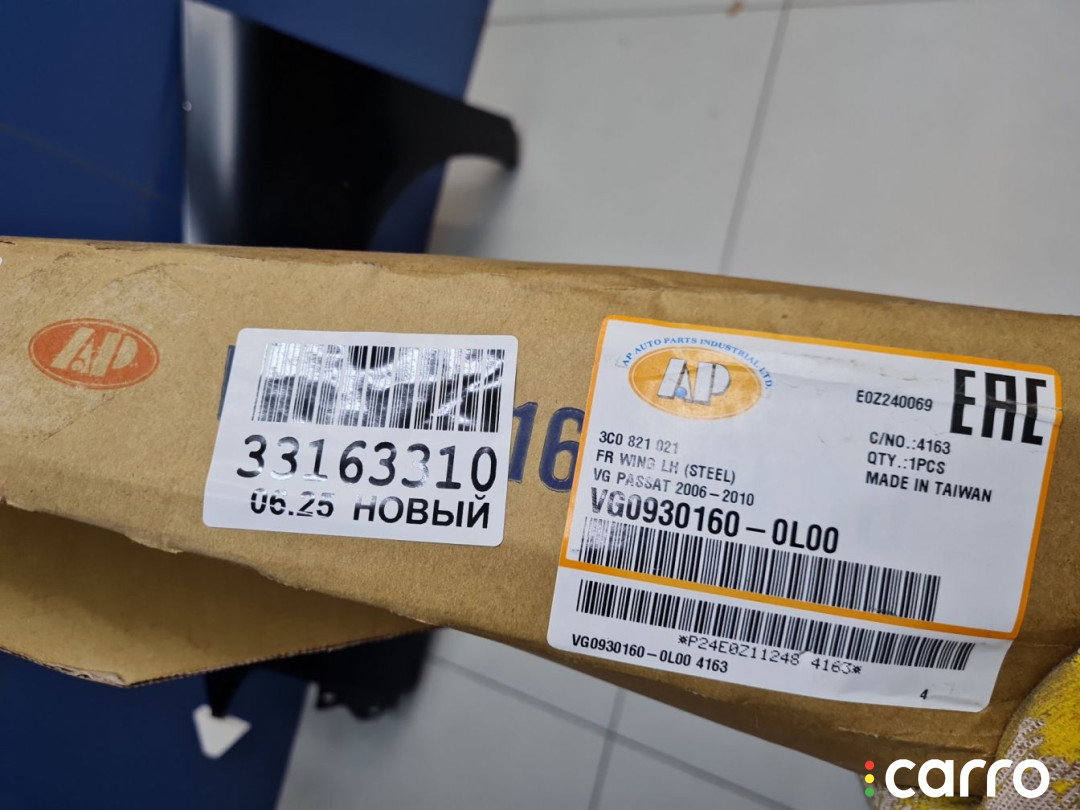 AP
33163310
06.25 НОВЫЙ
16
AP AUTO PARTS INDUSTRIAL LTD.
AP
E0Z240069
EAC
3C0 821 021
FR WING LH (STEEL)
VG PASSAT 2006-2010
C/NO.:4163
QTY.:1PCS
MADE IN TAIWAN
VG0930160-0L00
*P24E0Z11248 4163*
VG0930160-0L00 4163
4
carro